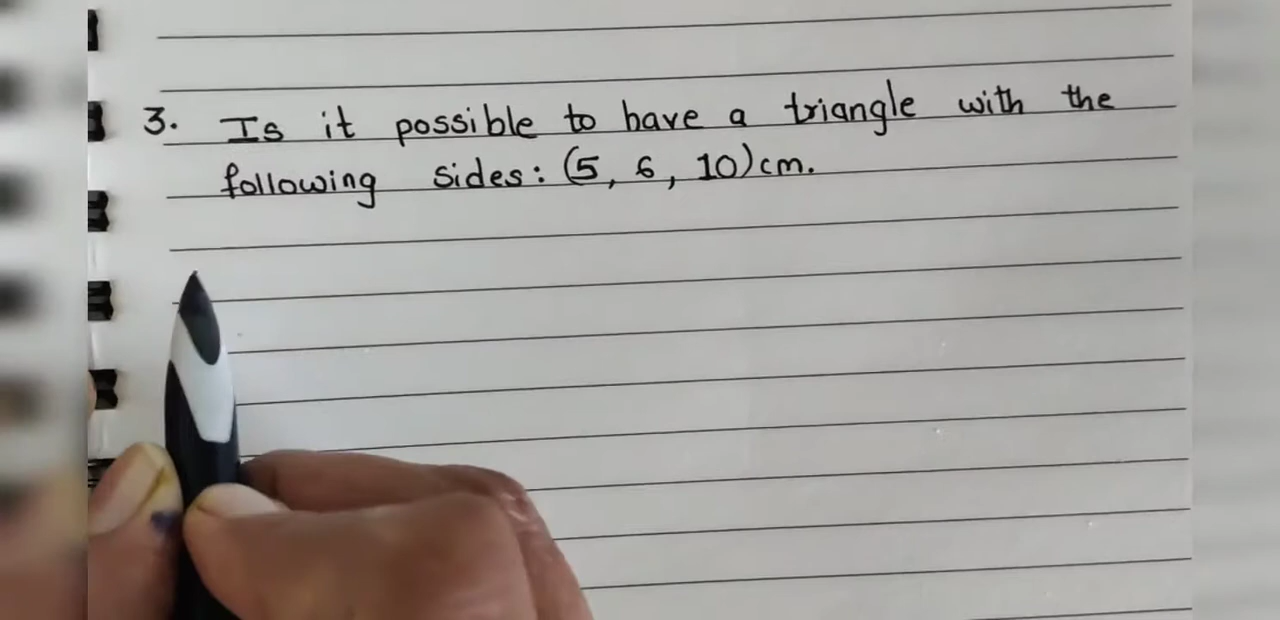 3. Is it possible to have a triangle with the
following sides: (5, 6, 10)cm.